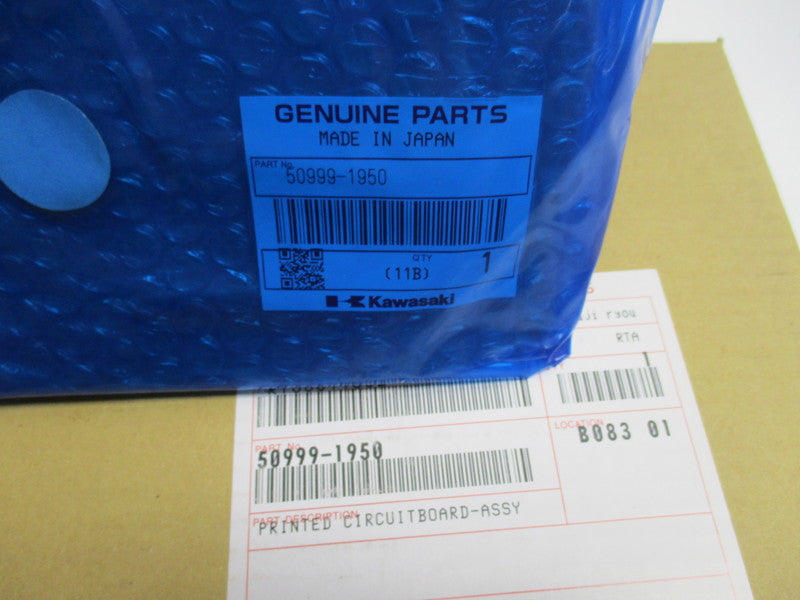 GENUINE PARTS
MADE IN JAPAN
PART No.
50999-1950
QTY
(11B) 1
Kawasaki
RTA
1
PART No.
50999-1950
LOCATION
B083 01
PART DESCRIPTION
PRINTED CIRCUITBOARD-ASSY